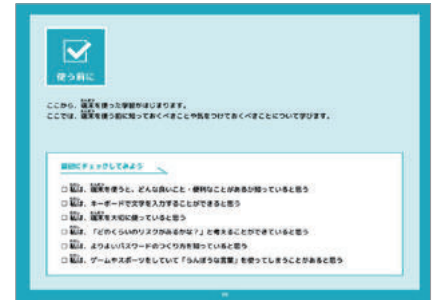 使う前に
ここから、端末を使った学習がはじまります。
ここでは、端末を使う前に知っておくべきことや気をつけておくべきことについて学びます。
最初にチェックしてみよう
□ 私は、端末を使うと、どんな良いこと・便利なことがあるか知っていると思う
□ 私は、キーボードで文字を入力することができると思う
□ 私は、端末を大切に使っていると思う
□ 私は、「どのくらいのリスクがあるかな?」と考えることができていると思う
□ 私は、よりよいパスワードのつくり方を知っていると思う
□ 私は、ゲームやスポーツをしていて「らんぼうな言葉」を使ってしまうことがあると思う